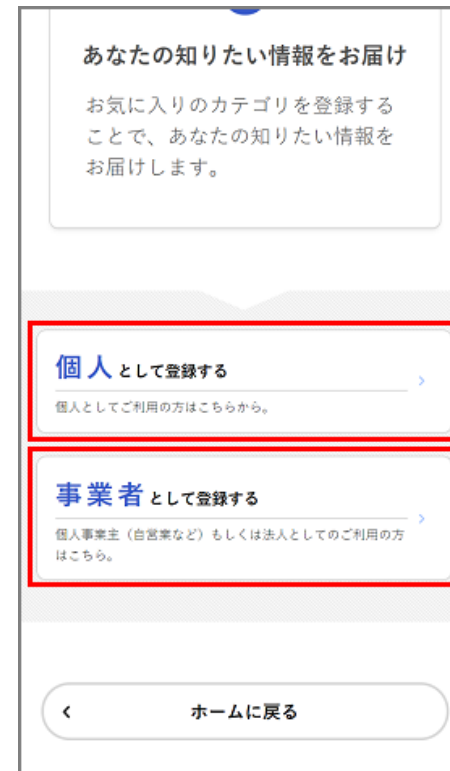 あなたの知りたい情報をお届け
お気に入りのカテゴリを登録する
ことで、あなたの知りたい情報を
お届けします。
個人として登録する
個人としてご利用の方はこちらから。
事業者として登録する
個人事業主（自営業など）もしくは法人としてのご利用の方
はこちら。
ホームに戻る